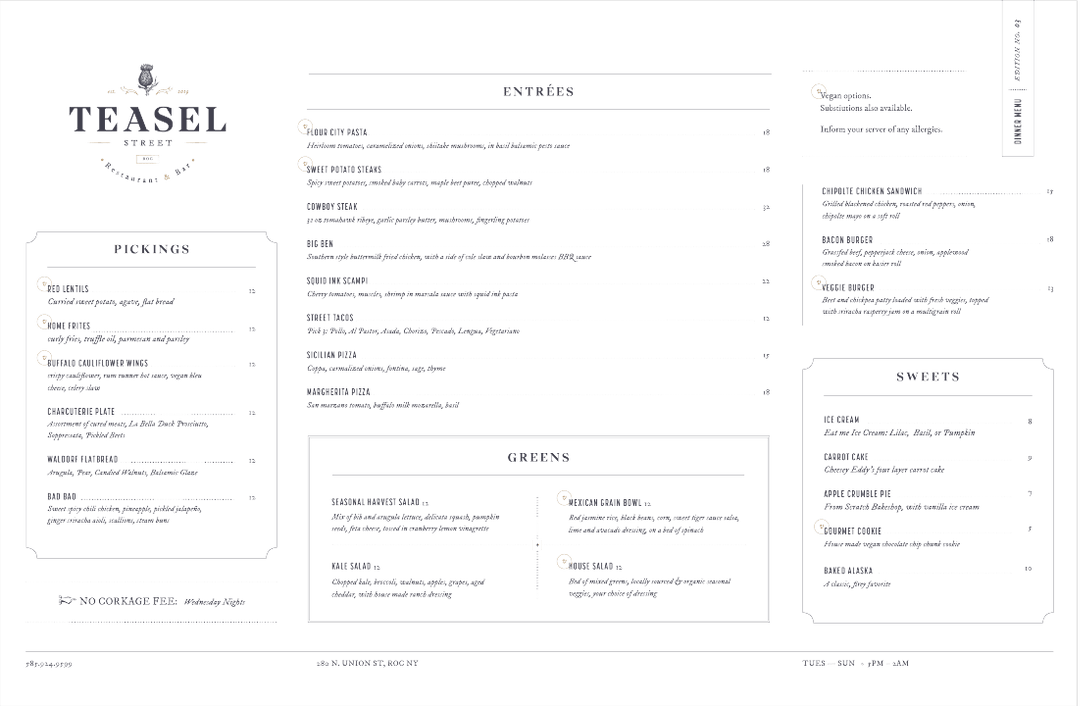 EST. 2019
TEASEL
STREET
ROC
Restaurant & Bar
PICKINGS
RED LENTILS 12
Curried sweet potato, agave, flat bread
HOME FRITES 12
curly fries, truffle oil, parmesan and parsley
BUFFALO CAULIFLOWER WINGS 12
crispy cauliflower, rum runner hot sauce, vegan bleu
cheese, celery slaw
CHARCUTERIE PLATE 12
Assortment of cured meats, La Bella Duck Prosciutto,
Soppressata, Pickled Beets
WALDORF FLATBREAD 12
Arugula, Pear, Candied Walnuts, Balsamic Glaze
BAD BAO 12
Sweet spicy chili chicken, pineapple, pickled jalapeño,
ginger sriracha aioli, scallions, steam buns
NO CORKAGE FEE: Wednesday Nights
ENTRÉES
FLOUR CITY PASTA 18
Heirloom tomatoes, caramelized onions, shiitake mushrooms, in basil balsamic pesto sauce
SWEET POTATO STEAKS 18
Spicy sweet potatoes, smoked baby carrots, maple beet puree, chopped walnuts
COWBOY STEAK 32
32 oz tomahawk ribeye, garlic parsley butter, mushrooms, fingerling potatoes
BIG BEN 28
Southern style buttermilk fried chicken, with a side of cole slaw and bourbon molasses BBQ sauce
SQUID INK SCAMPI 22
Cherry tomatoes, muscles, shrimp in marsala sauce with squid ink pasta
STREET TACOS 12
Pick 3: Pollo, Al Pastor, Asada, Chorizo, Pescado, Lengua, Vegetariano
SICILIAN PIZZA 15
Coppa, carmalized onions, fontina, sage, thyme
MARGHERITA PIZZA 18
San marzano tomato, buffalo milk mozarella, basil
GREENS
SEASONAL HARVEST SALAD 12
Mix of bib and arugula lettuce, delicata squash, pumpkin
seeds, feta cheese, tossed in cranberry lemon vinagrette
KALE SALAD 12
Chopped kale, broccoli, walnuts, apples, grapes, aged
cheddar, with house made ranch dressing
MEXICAN GRAIN BOWL 12
Red jasmine rice, black beans, corn, sweet tiger sauce salsa,
lime and avocado dressing, on a bed of spinach
HOUSE SALAD 12
Bed of mixed greens, locally sourced & organic seasonal
veggies, your choice of dressing
DINNER MENU EDITION NO. 03
Vegan options.
Substiutions also available.
Inform your server of any allergies.
CHIPOLTE CHICKEN SANDWICH 17
Grilled blackened chicken, roasted red peppers, onion,
chipolte mayo on a soft roll
BACON BURGER 18
Grassfed beef, pepperjack cheese, onion, applewood
smoked bacon on kaiser roll
VEGGIE BURGER 13
Beet and chickpea patty loaded with fresh veggies, topped
with sriracha rasperry jam on a multigrain roll
SWEETS
ICE CREAM 8
Eat me Ice Cream: Lilac, Basil, or Pumpkin
CARROT CAKE 9
Cheesey Eddy's four layer carrot cake
APPLE CRUMBLE PIE 7
From Scratch Bakeshop, with vanilla ice cream
GOURMET COOKIE 5
House made vegan chocolate chip chunk cookie
BAKED ALASKA 10
A classic, firey favorite
585.924.9599
280 N. UNION ST, ROC NY
TUES — SUN ~ 5PM – 2AM